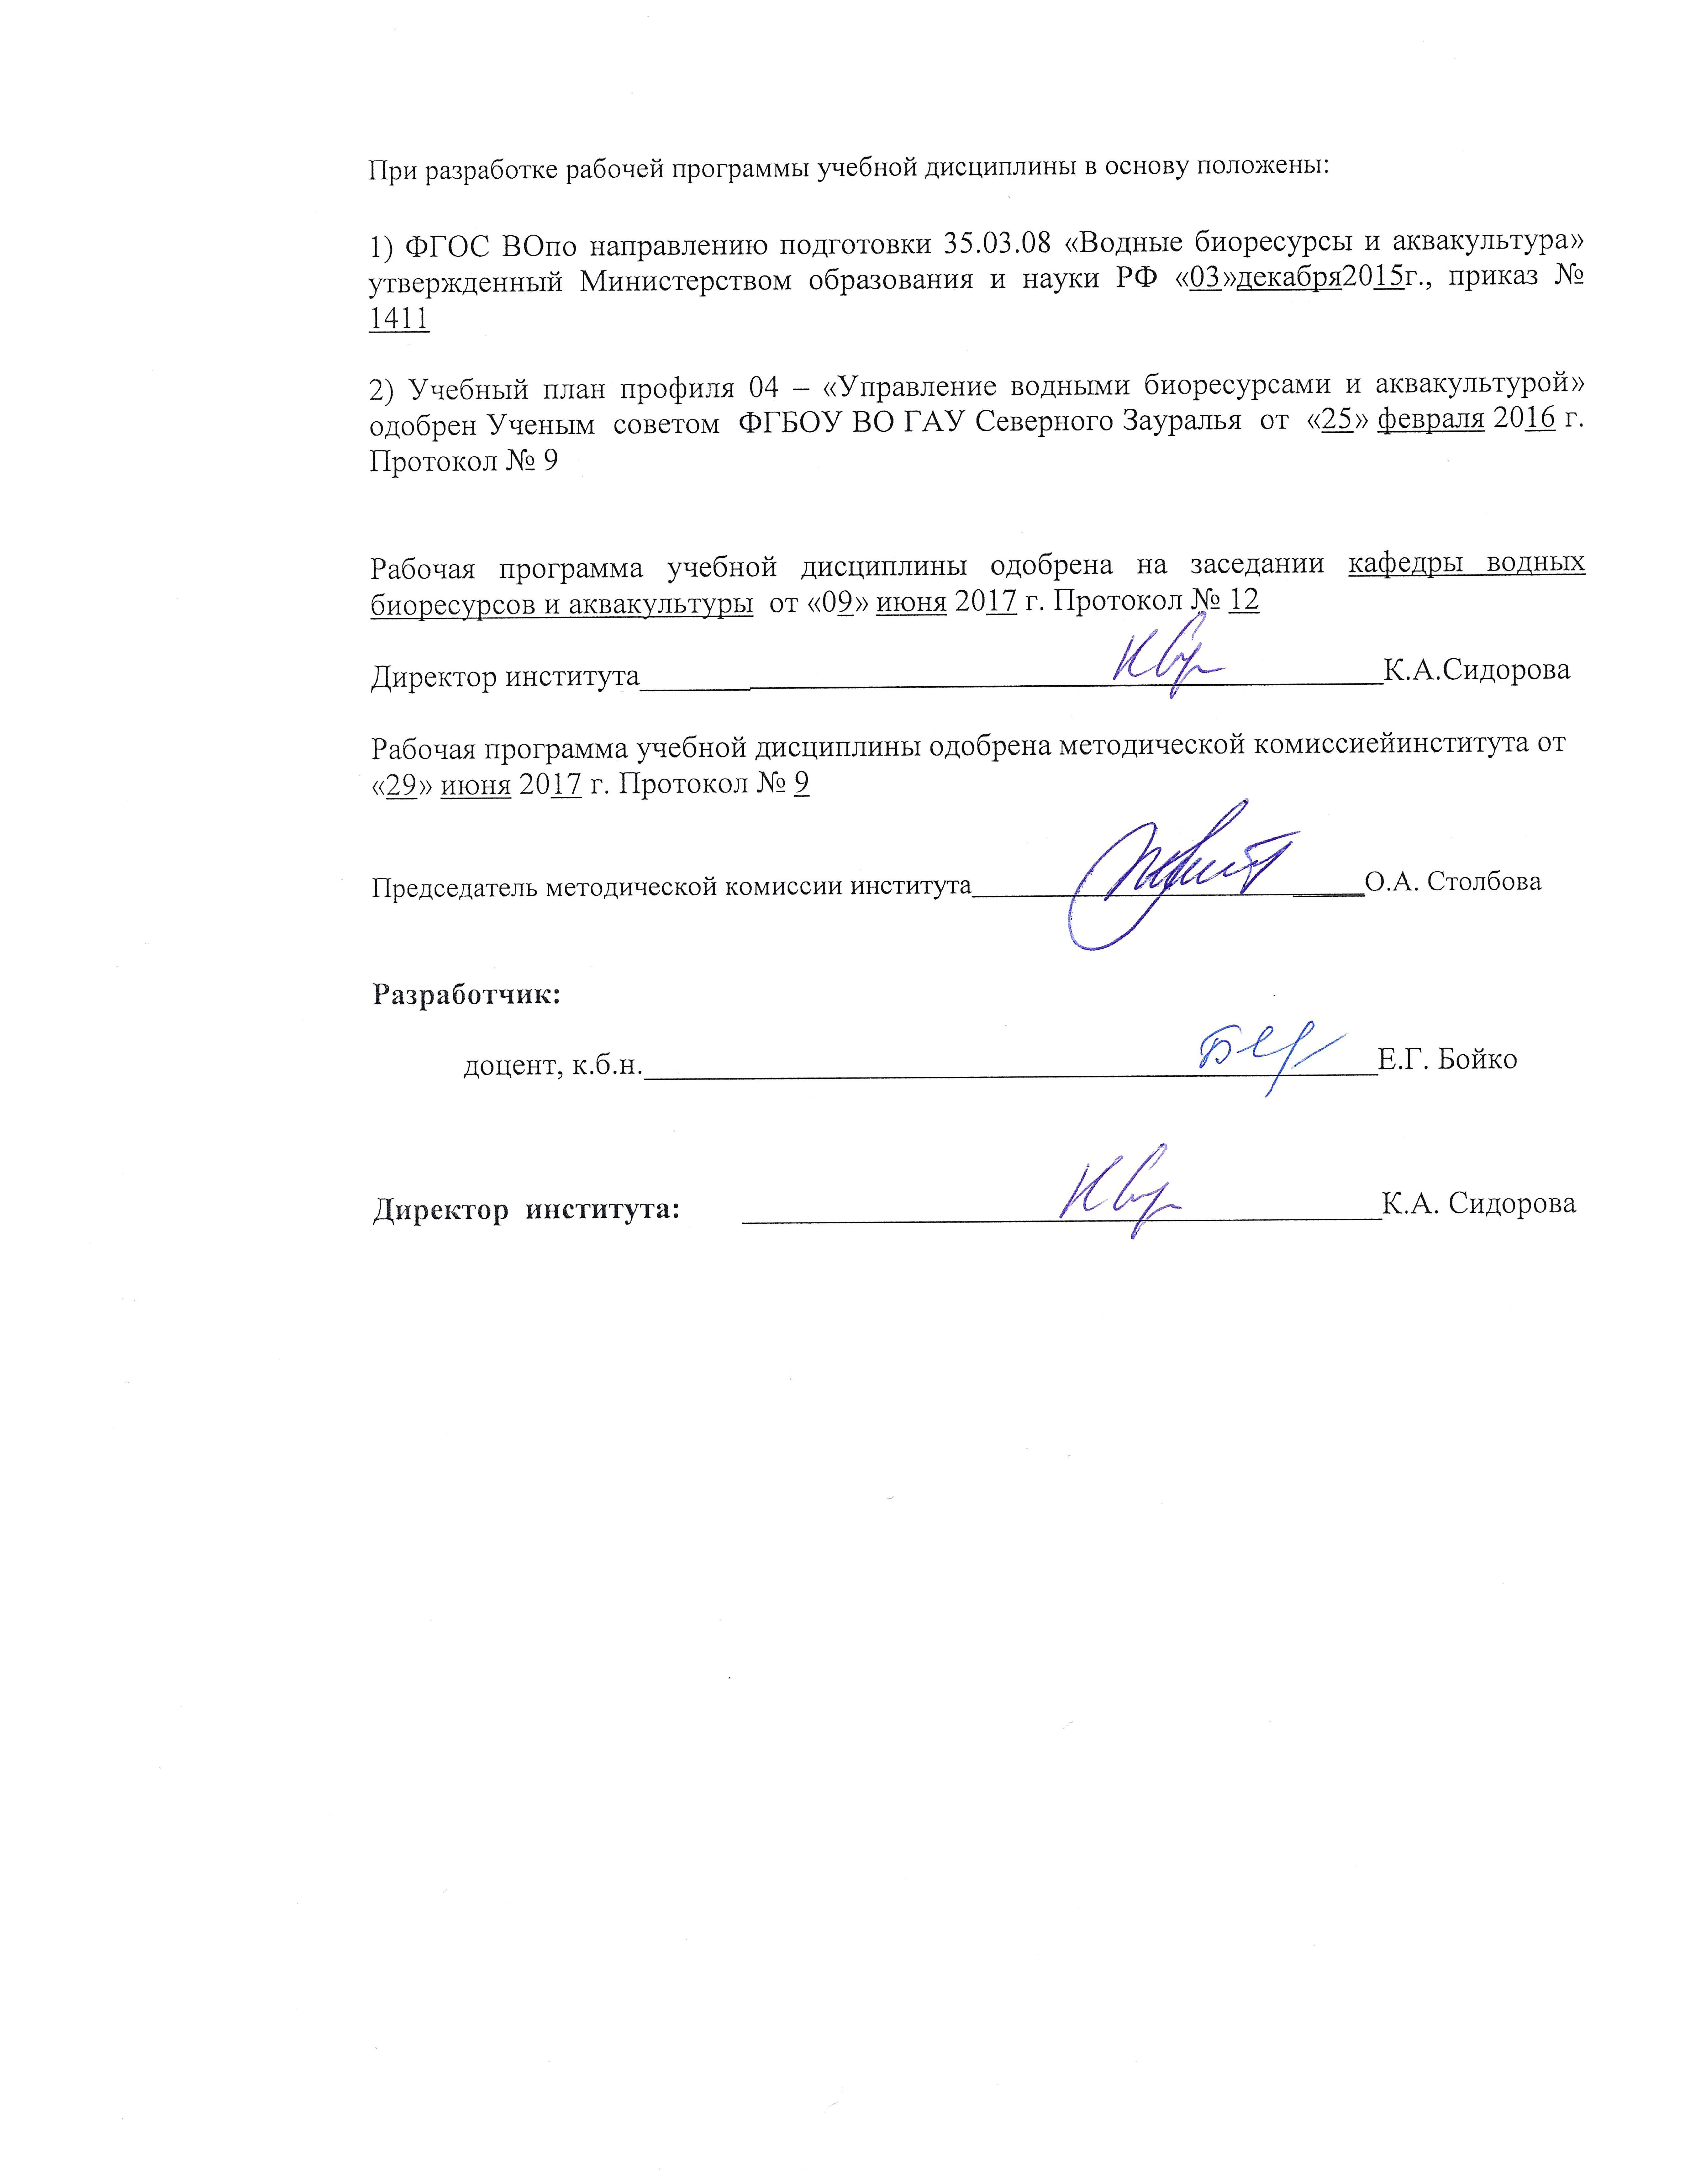 При разработке рабочей программы учебной дисциплины в основу положены:
1) ФГОС ВОпо направлению подготовки 35.03.08 «Водные биоресурсы и аквакультура»
утвержденный Министерством образования и науки РФ «03»декабря2015г., приказ №
1411
2) Учебный план профиля 04 – «Управление водными биоресурсами и аквакультурой»
одобрен Ученым советом ФГБОУ ВО ГАУ Северного Зауралья от «25» февраля 2016 г.
Протокол № 9
Рабочая программа учебной дисциплины одобрена на заседании кафедры водных
биоресурсов и аквакультуры от «09» июня 2017 г. Протокол № 12
Директор института К.А.Сидорова
Рабочая программа учебной дисциплины одобрена методической комиссиейинститута от
«29» июня 2017 г. Протокол № 9
Председатель методической комиссии института О.А. Столбова
Разработчик:
доцент, к.б.н. Е.Г. Бойко
Директор института: К.А. Сидорова